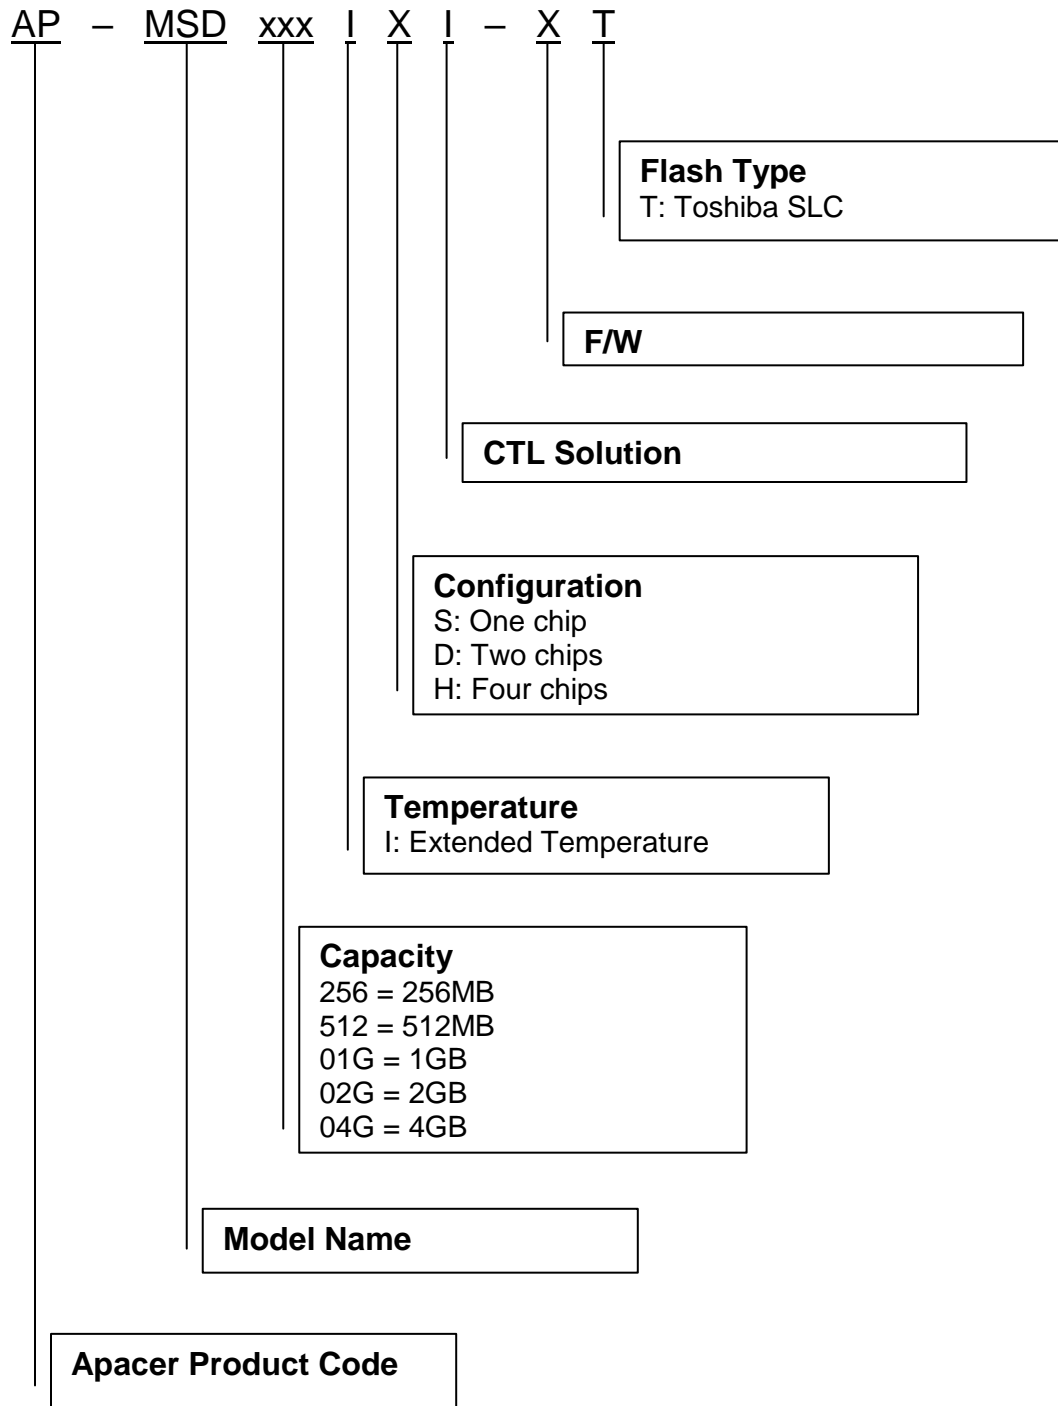 AP – MSD xxx I X I – X T
Flash Type
T: Toshiba SLC
F/W
CTL Solution
Configuration
S: One chip
D: Two chips
H: Four chips
Temperature
I: Extended Temperature
Capacity
256 = 256MB
512 = 512MB
01G = 1GB
02G = 2GB
04G = 4GB
Model Name
Apacer Product Code